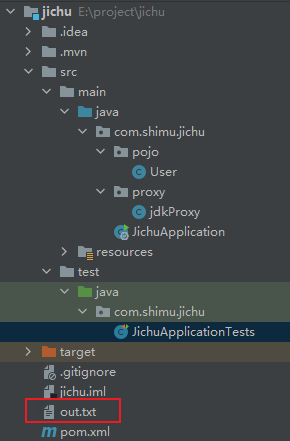 jichu E:\project\jichu
.idea
.mvn
src
main
java
com.shimu.jichu
pojo
User
proxy
jdkProxy
JichuApplication
resources
test
java
com.shimu.jichu
JichuApplicationTests
target
.gitignore
jichu.iml
out.txt
pom.xml